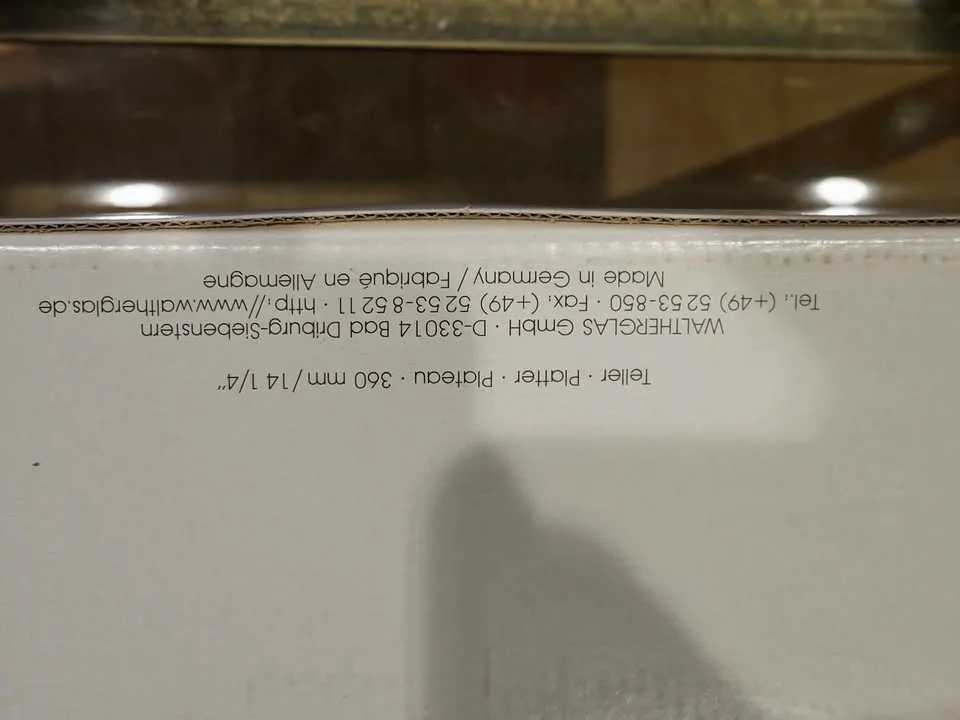 Teller · Platter · Plateau · 360 mm/14 1/4"
WALTHERGLAS GmbH · D-33014 Bad Driburg-Siebenstern
Tel.: (+49) 52 53-850 · Fax: (+49) 52 53-8 52 11 · http://www.waltherglas.de
Made in Germany / Fabriqué en Allemagne